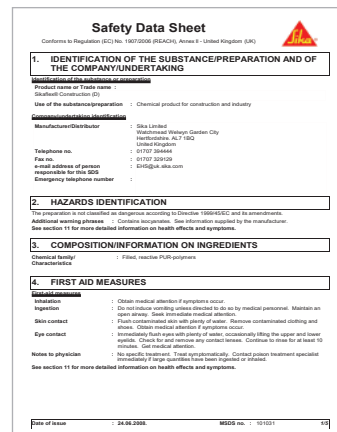 Safety Data Sheet
Sika
Conforms to Regulation (EC) No. 1907/2006 (REACH), Annex II - United Kingdom (UK)
1. IDENTIFICATION OF THE SUBSTANCE/PREPARATION AND OF
THE COMPANY/UNDERTAKING
Identification of the substance or preparation
Product name or Trade name :
Sikaflex® Construction (D)
Use of the substance/preparation : Chemical product for construction and industry
Company/undertaking identification
Manufacturer/Distributor : Sika Limited
Watchmead Welwyn Garden City
Hertfordshire, AL7 1BQ
United Kingdom
Telephone no. : 01707 394444
Fax no. : 01707 329129
e-mail address of person : EHS@uk.sika.com
responsible for this SDS
Emergency telephone number :
2. HAZARDS IDENTIFICATION
The preparation is not classified as dangerous according to Directive 1999/45/EC and its amendments.
Additional warning phrases : Contains isocyanates. See information supplied by the manufacturer.
See section 11 for more detailed information on health effects and symptoms.
3. COMPOSITION/INFORMATION ON INGREDIENTS
Chemical family/ : Filled, reactive PUR-polymers
Characteristics
4. FIRST AID MEASURES
First-aid measures
Inhalation : Obtain medical attention if symptoms occur.
Ingestion : Do not induce vomiting unless directed to do so by medical personnel. Maintain an
open airway. Seek immediate medical attention.
Skin contact : Flush contaminated skin with plenty of water. Remove contaminated clothing and
shoes. Obtain medical attention if symptoms occur.
Eye contact : Immediately flush eyes with plenty of water, occasionally lifting the upper and lower
eyelids. Check for and remove any contact lenses. Continue to rinse for at least 10
minutes. Get medical attention.
Notes to physician : No specific treatment. Treat symptomatically. Contact poison treatment specialist
immediately if large quantities have been ingested or inhaled.
See section 11 for more detailed information on health effects and symptoms.
Date of issue : 24.06.2008. MSDS no. : 101031 1/3